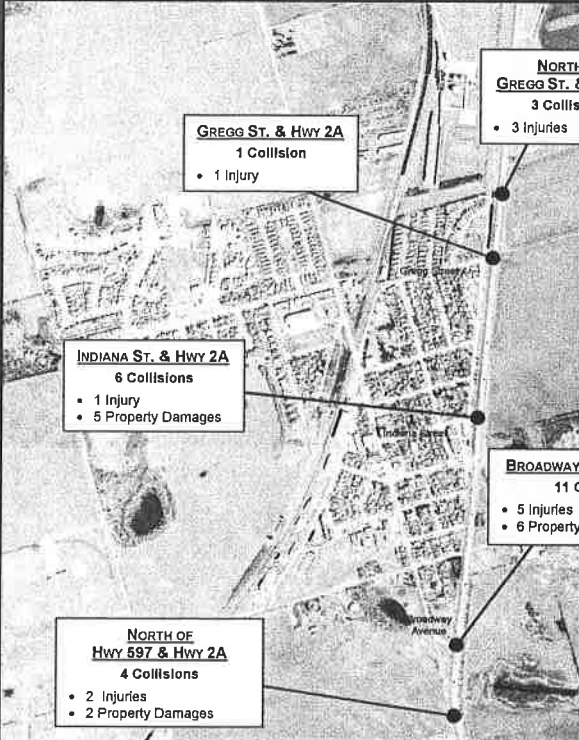 NORTH
GREGG ST. &
3 Collis
• 3 Injuries
GREGG ST. & HWY 2A
1 Collision
• 1 Injury
Gregg Street
INDIANA ST. & HWY 2A
6 Collisions
• 1 Injury
• 5 Property Damages
Indiana Street
BROADWAY
11 C
• 5 Injuries
• 6 Property
Broadway
Avenue
NORTH OF
HWY 597 & HWY 2A
4 Collisions
• 2 Injuries
• 2 Property Damages